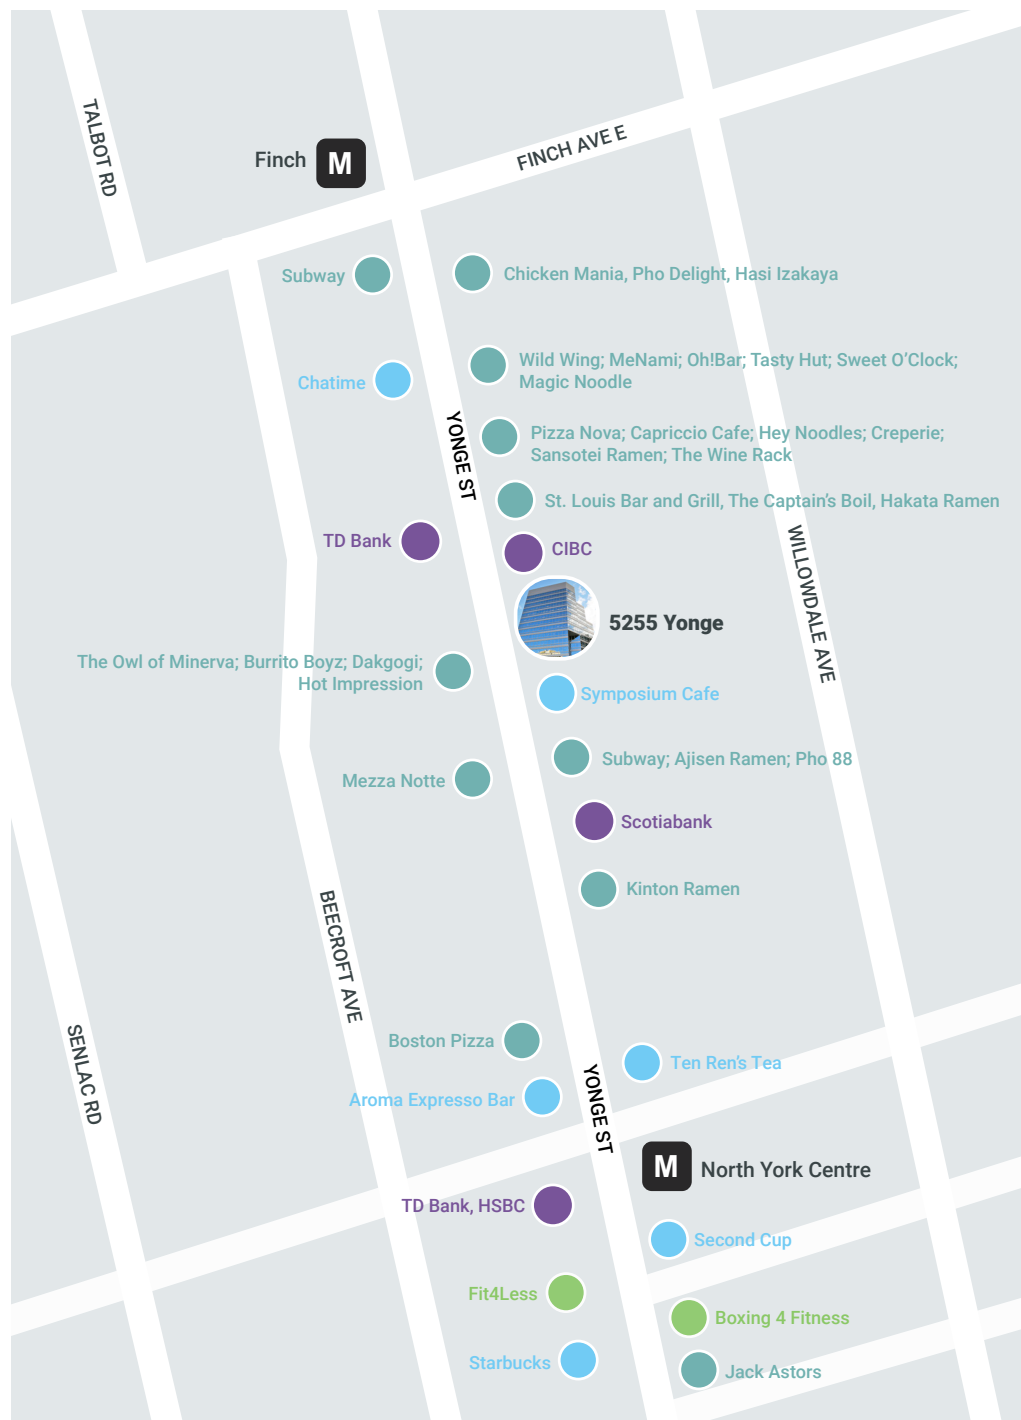 TALBOT RD
Finch
M
FINCH AVE E
Subway
Chicken Mania, Pho Delight, Hasi Izakaya
Wild Wing; MeNami; Oh!Bar; Tasty Hut; Sweet O’Clock;
Magic Noodle
Chatime
YONGE ST
Pizza Nova; Capriccio Cafe; Hey Noodles; Creperie;
Sansotei Ramen; The Wine Rack
St. Louis Bar and Grill, The Captain’s Boil, Hakata Ramen
TD Bank
CIBC
WILLOWDALE AVE
5255 Yonge
The Owl of Minerva; Burrito Boyz; Dakgogi;
Hot Impression
Symposium Cafe
Subway; Ajisen Ramen; Pho 88
Mezza Notte
Scotiabank
Kinton Ramen
BEECROFT AVE
SENLAC RD
Boston Pizza
Ten Ren’s Tea
Aroma Expresso Bar
YONGE ST
M
North York Centre
TD Bank, HSBC
Second Cup
Fit4Less
Boxing 4 Fitness
Starbucks
Jack Astors